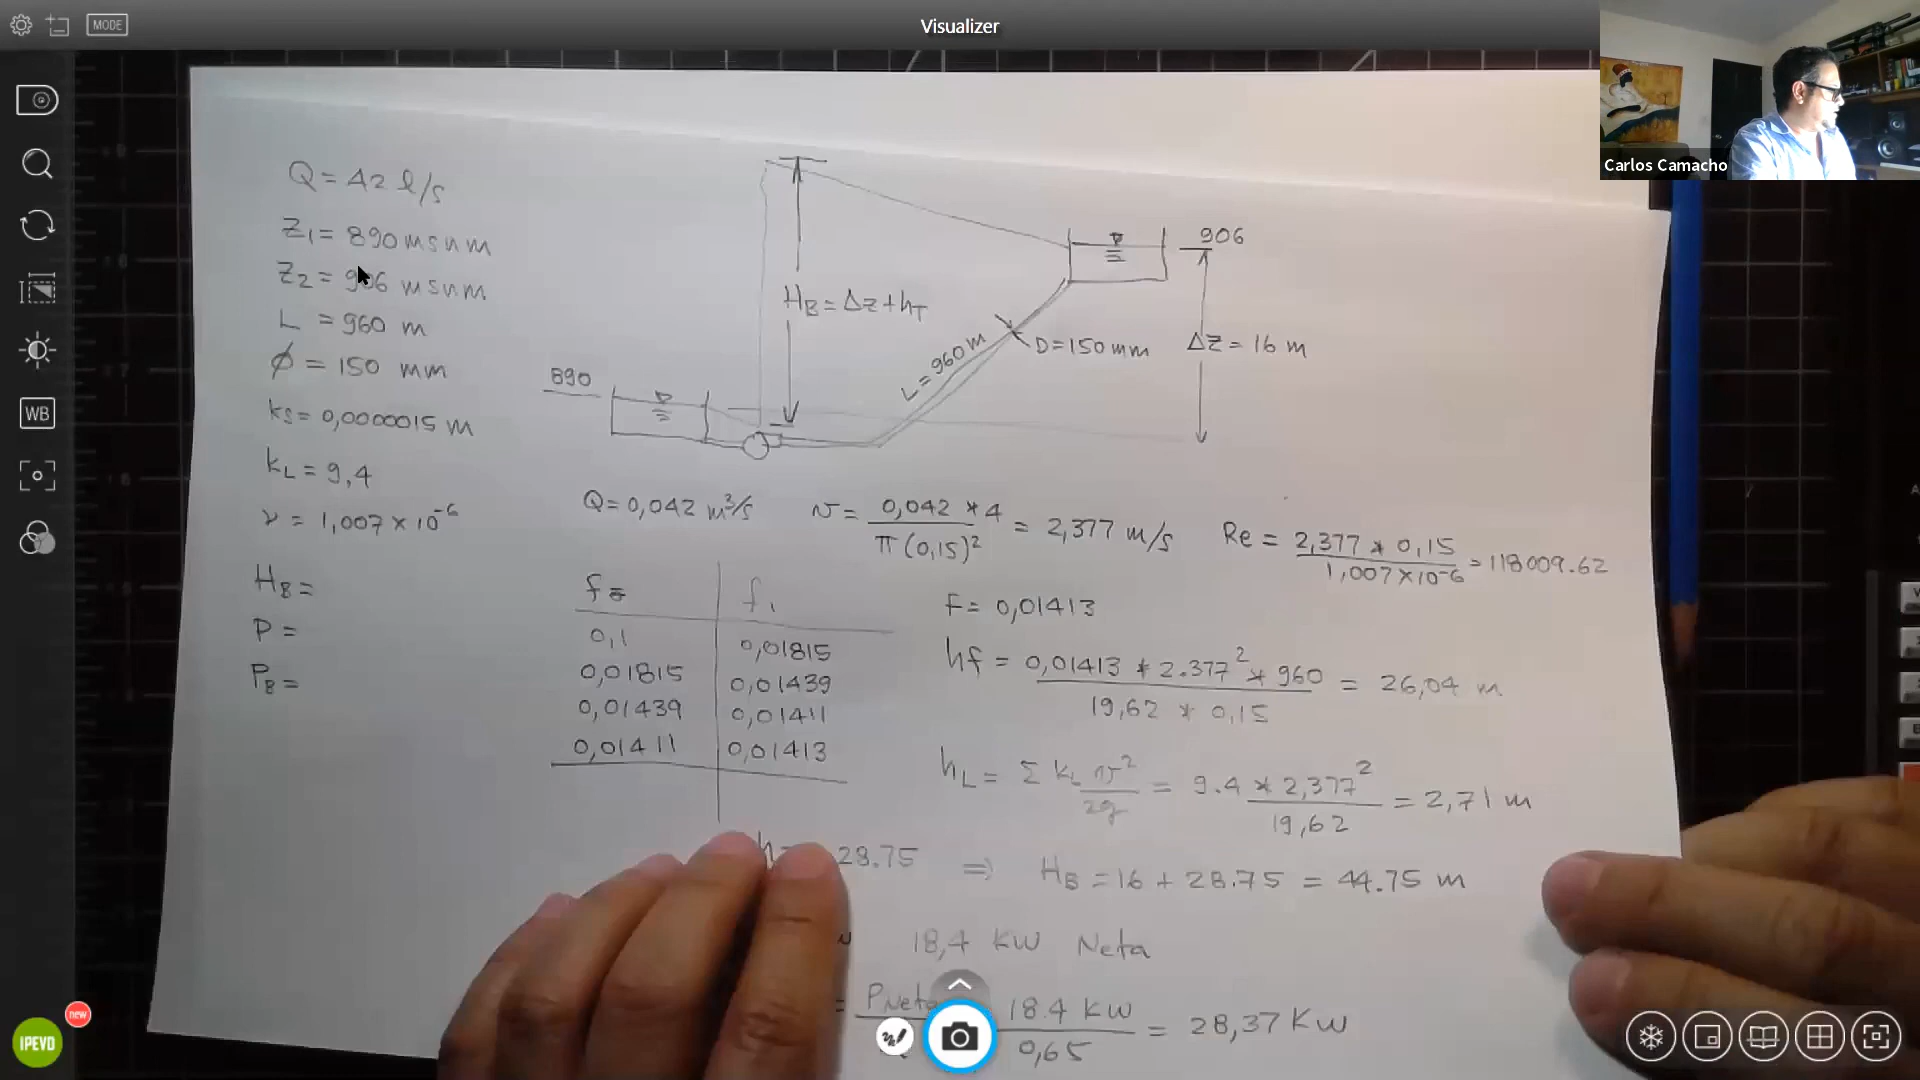 MODE
Visualizer
Carlos Camacho
Q = 42 l/s
Z1 = 890 msnm
Z2 = 906 msnm
L = 960 m
φ = 150 mm
ks = 0,0000015 m
kL = 9,4
ν = 1,007 × 10^-6
HB =
P =
PB =
HB = Δz + hT
890
906
L = 960 m
D = 150 mm
ΔZ = 16 m
Q = 0,042 m³/s
v = 0,042 * 4 / π (0,15)² = 2,377 m/s
Re = 2,377 * 0,15 / 1,007 × 10^-6 = 118009.62
f f1
0,1 0,01815
0,01815 0,01439
0,01439 0,01411
0,01411 0,01413
F = 0,01413
hf = 0,01413 * 2.377² * 960 / 19,62 * 0,15 = 26,04 m
hL = Σ kL v² / 2g = 9.4 * 2,377² / 19,62 = 2,71 m
28.75 ⇒ HB = 16 + 28.75 = 44.75 m
18,4 KW Neta
= Pneta 18.4 KW / 0,65 = 28,37 KW
WB
IPEVO
new